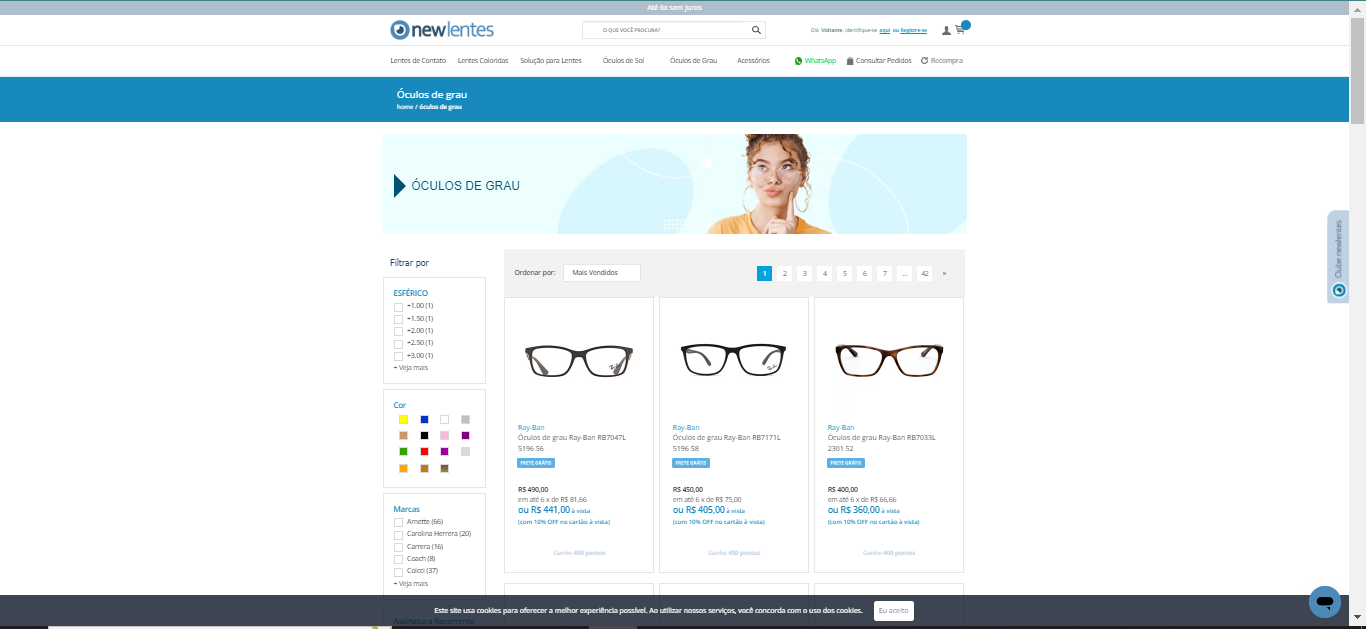 Até 6x sem juros
newlentes
O QUE VOCÊ PROCURA?
Olá Visitante, identifique-se aqui ou Registre-se
Lentes de Contato Lentes Coloridas Solução para Lentes Óculos de Sol Óculos de Grau Acessórios WhatsApp Consultar Pedidos Recompra
Óculos de grau
home / óculos de grau
ÓCULOS DE GRAU
Clube newlentes
Filtrar por
ESFÉRICO
+1.00 (1)
+1.50 (1)
+2.00 (1)
+2.50 (1)
+3.00 (1)
+ Veja mais
Cor
Marcas
Arnette (66)
Carolina Herrera (20)
Carrera (16)
Coach (8)
Colcci (37)
+ Veja mais
Assinatura Recorrente
Ordenar por: Mais Vendidos 1 2 3 4 5 6 7 ... 42 »
Ray-Ban
Óculos de grau Ray-Ban RB7047L
5196 56
FRETE GRÁTIS
R$ 490,00
em até 6 x de R$ 81,66
ou R$ 441,00 à vista
(com 10% OFF no cartão à vista)
Ganhe 400 pontos
Ray-Ban
Óculos de grau Ray-Ban RB7171L
5196 58
FRETE GRÁTIS
R$ 450,00
em até 6 x de R$ 75,00
ou R$ 405,00 à vista
(com 10% OFF no cartão à vista)
Ganhe 450 pontos
Ray-Ban
Óculos de grau Ray-Ban RB7033L
2301 52
FRETE GRÁTIS
R$ 400,00
em até 6 x de R$ 66,66
ou R$ 360,00 à vista
(com 10% OFF no cartão à vista)
Ganhe 400 pontos
Este site usa cookies para oferecer a melhor experiência possível. Ao utilizar nossos serviços, você concorda com o uso dos cookies. Eu aceito